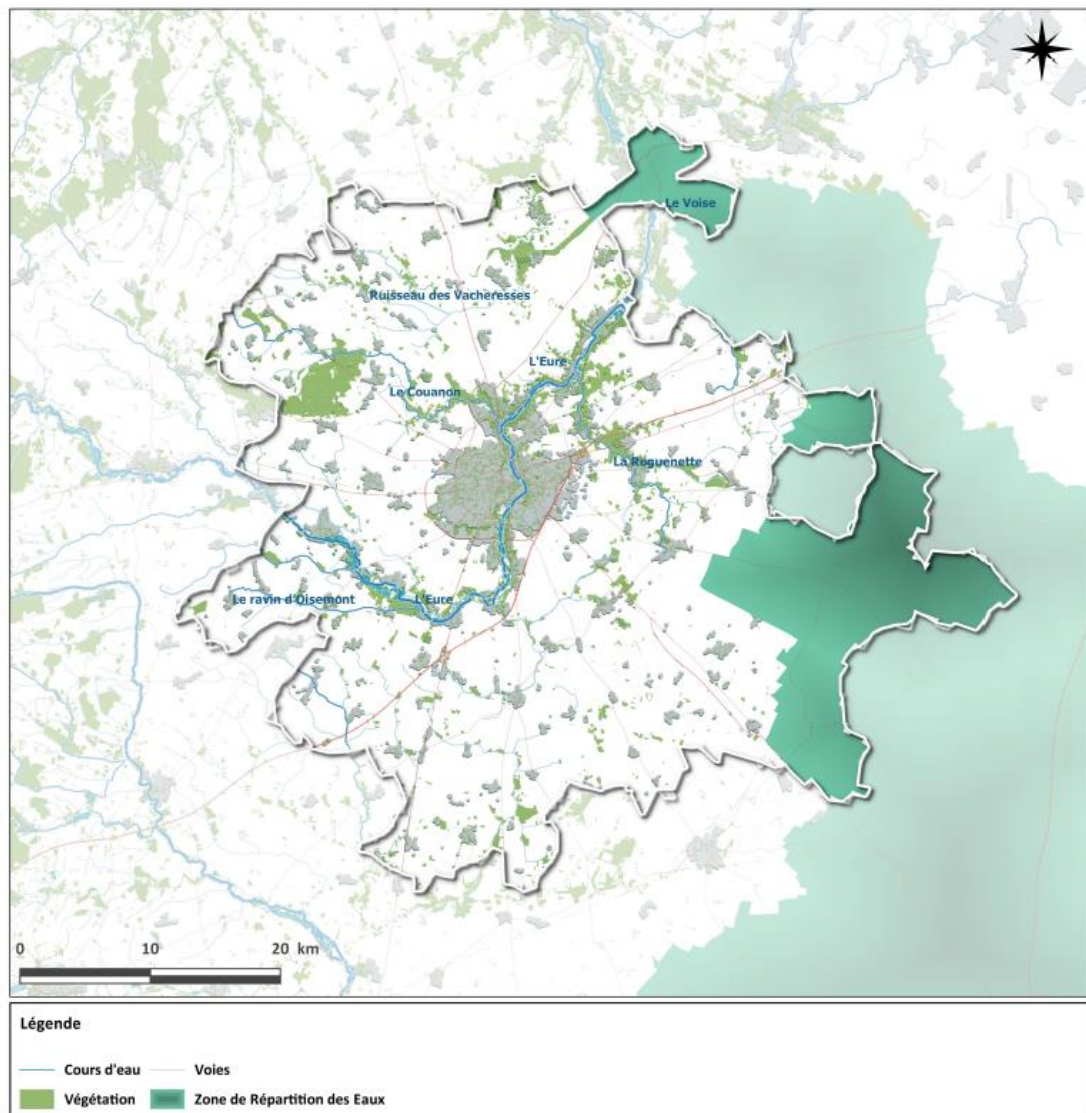 Le Voise
Ruisseau des Vacheresses
L'Eure
Le Couanon
La Roguenette
Le ravin d'Oisemont
L'Eure
0 10 20 km
Légende
Cours d'eau Voies
Végétation Zone de Répartition des Eaux